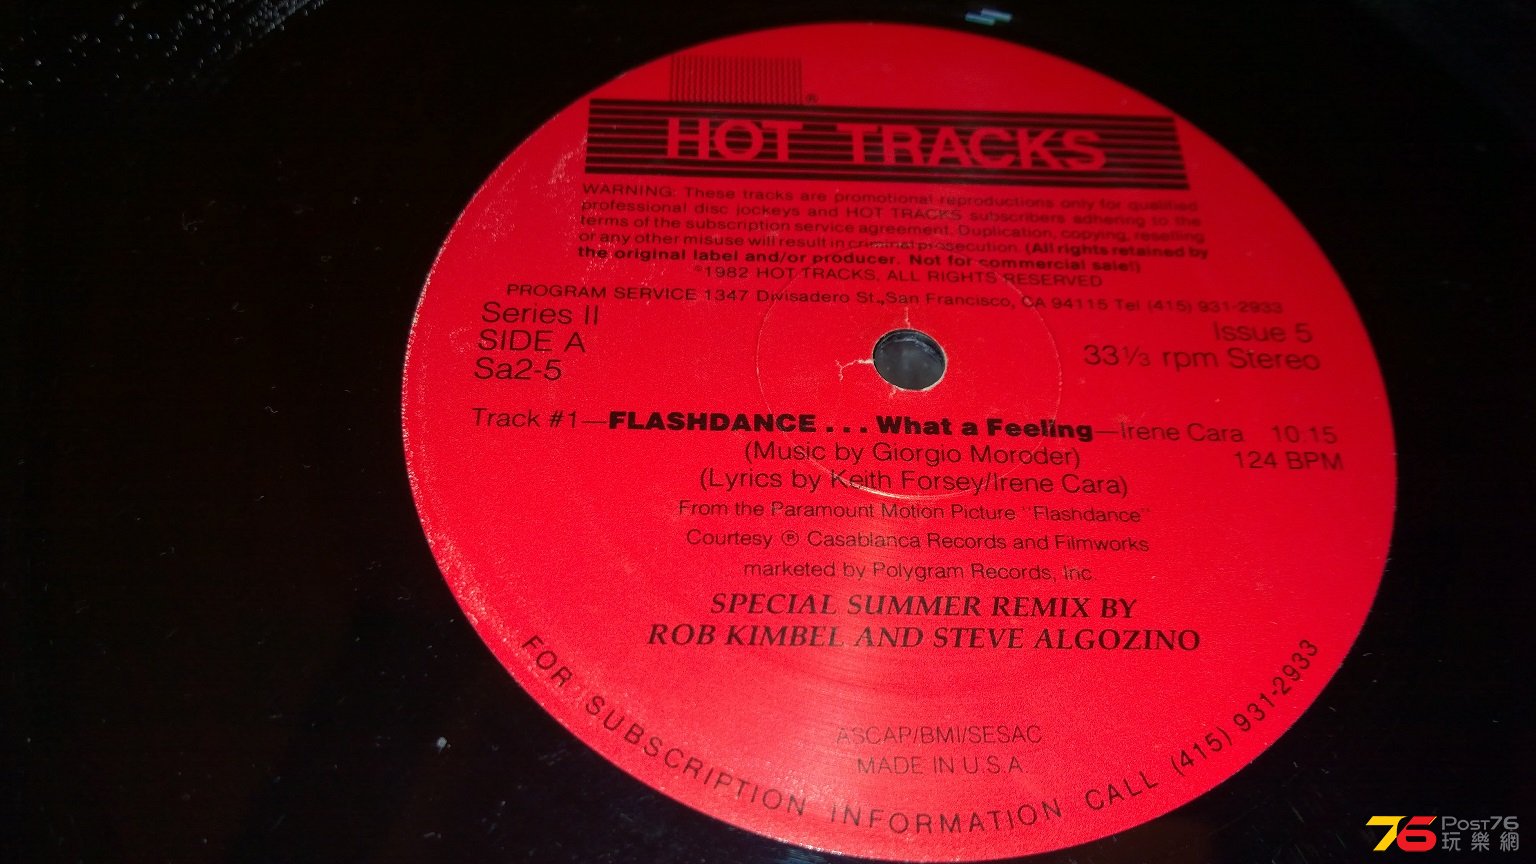 HOT TRACKS
WARNING: These tracks are promotional reproductions only for qualified
professional disc jockeys and HOT TRACKS subscribers adhering to the
terms of the subscription service agreement. Duplication, copying, reselling
or any other misuse will result in criminal prosecution. (All rights retained by
the original label and/or producer. Not for commercial sale!)
©1982 HOT TRACKS, ALL RIGHTS RESERVED
PROGRAM SERVICE 1347 Divisadero St., San Francisco, CA 94115 Tel (415) 931-2933
Series II
SIDE A
Sa2-5
Issue 5
33 1/3 rpm Stereo
Track #1—FLASHDANCE . . . What a Feeling—Irene Cara 10:15
(Music by Giorgio Moroder) 124 BPM
(Lyrics by Keith Forsey/Irene Cara)
From the Paramount Motion Picture "Flashdance"
Courtesy ℗ Casablanca Records and Filmworks
marketed by Polygram Records, Inc.
SPECIAL SUMMER REMIX BY
ROB KIMBEL AND STEVE ALGOZINO
ASCAP/BMI/SESAC
MADE IN U.S.A.
FOR SUBSCRIPTION INFORMATION CALL (415) 931-2933
76 POST76
玩樂網